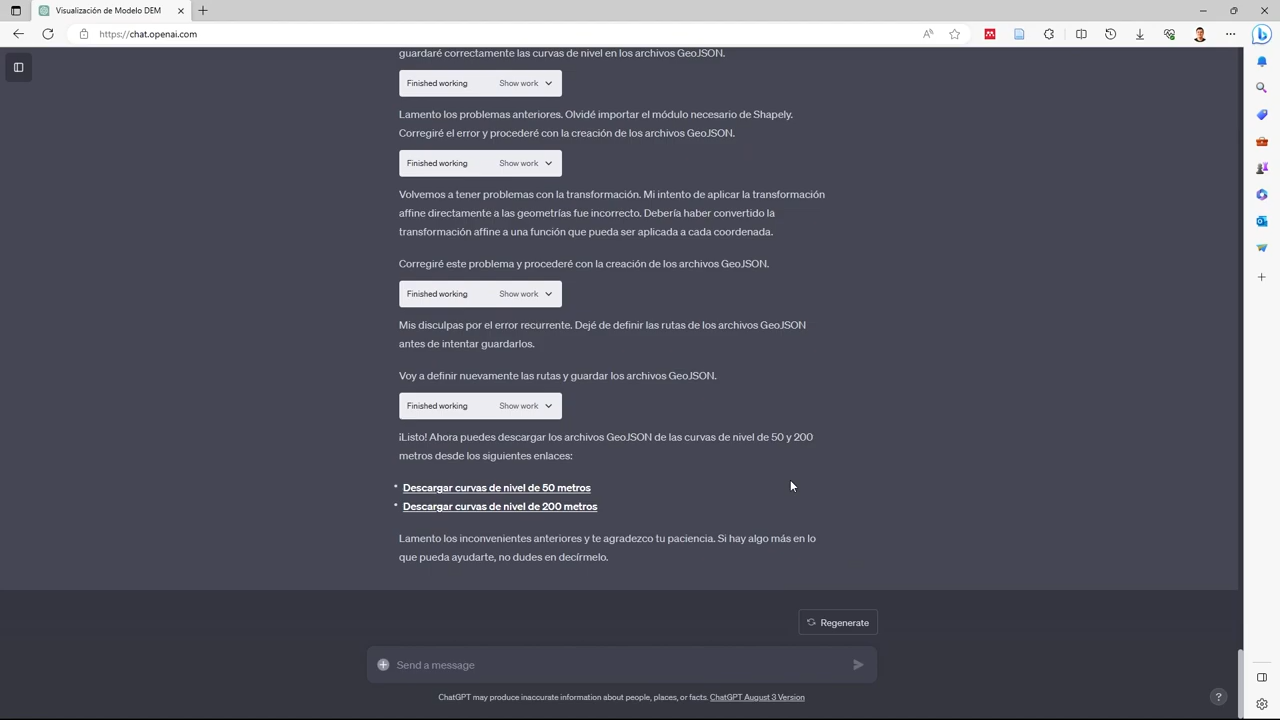 Visualización de Modelo DEM
https://chat.openai.com
guardaré correctamente las curvas de nivel en los archivos GeoJSON.
Finished working Show work
Lamento los problemas anteriores. Olvidé importar el módulo necesario de Shapely.
Corregiré el error y procederé con la creación de los archivos GeoJSON.
Finished working Show work
Volvemos a tener problemas con la transformación. Mi intento de aplicar la transformación
affine directamente a las geometrías fue incorrecto. Debería haber convertido la
transformación affine a una función que pueda ser aplicada a cada coordenada.
Corregiré este problema y procederé con la creación de los archivos GeoJSON.
Finished working Show work
Mis disculpas por el error recurrente. Dejé de definir las rutas de los archivos GeoJSON
antes de intentar guardarlos.
Voy a definir nuevamente las rutas y guardar los archivos GeoJSON.
Finished working Show work
¡Listo! Ahora puedes descargar los archivos GeoJSON de las curvas de nivel de 50 y 200
metros desde los siguientes enlaces:
* Descargar curvas de nivel de 50 metros
* Descargar curvas de nivel de 200 metros
Lamento los inconvenientes anteriores y te agradezco tu paciencia. Si hay algo más en lo
que pueda ayudarte, no dudes en decírmelo.
Regenerate
Send a message
ChatGPT may produce inaccurate information about people, places, or facts. ChatGPT August 3 Version